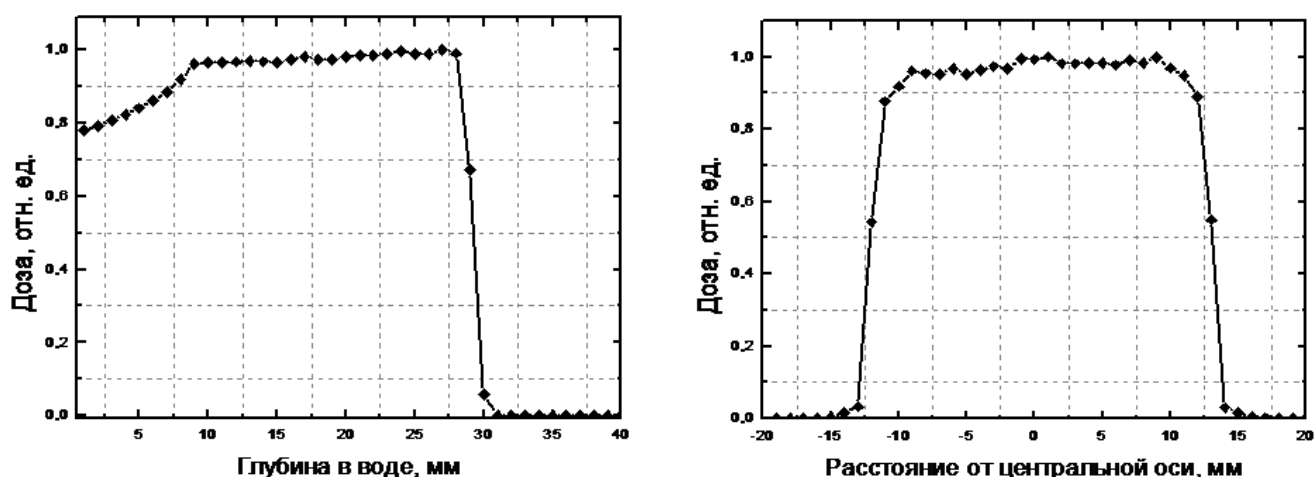 Доза, отн. ед.
1,0
0,8
0,6
0,4
0,2
0,0
5 10 15 20 25 30 35 40
Глубина в воде, мм
Доза, отн. ед.
1,0
0,8
0,6
0,4
0,2
0,0
-20 -15 -10 -5 0 5 10 15 20
Расстояние от центральной оси, мм